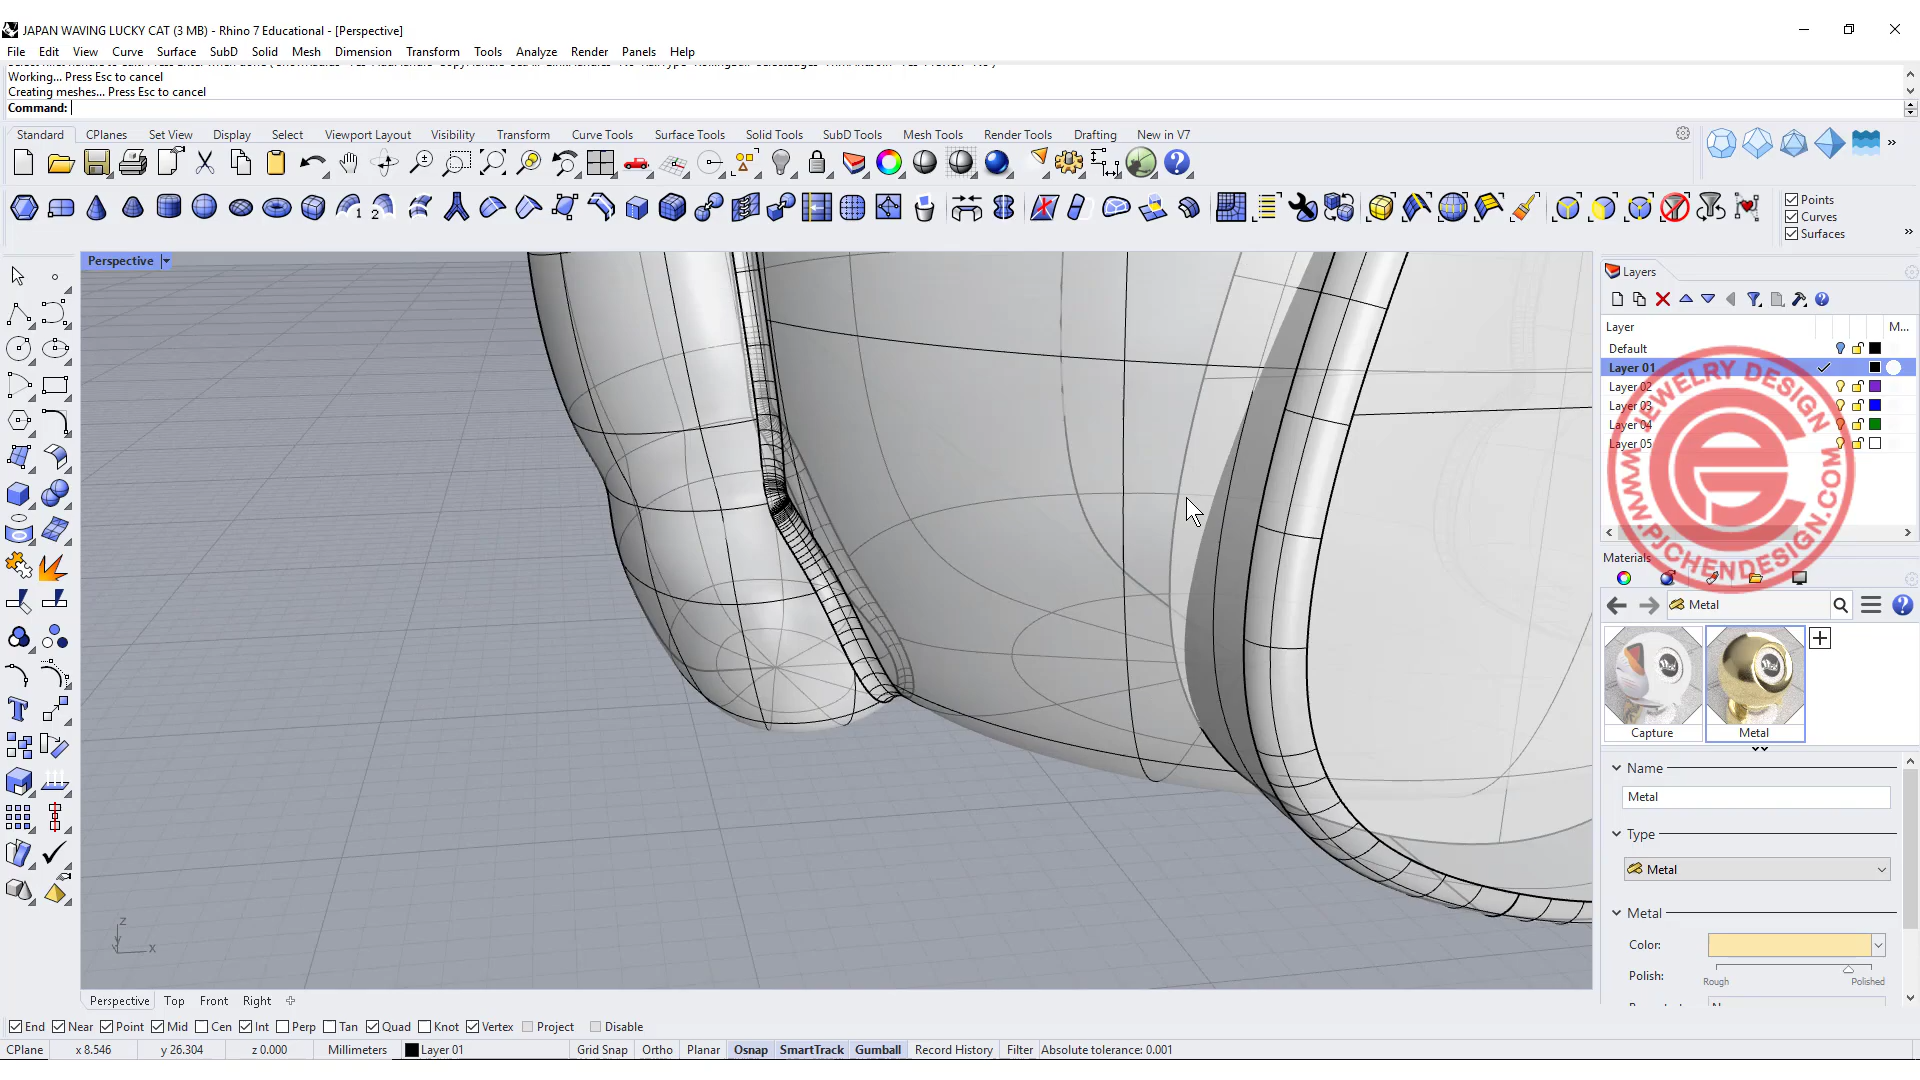 JAPAN WAVING LUCKY CAT (3 MB) - Rhino 7 Educational - [Perspective]
File Edit View Curve Surface SubD Solid Mesh Dimension Transform Tools Analyze Render Panels Help
Working... Press Esc to cancel
Creating meshes... Press Esc to cancel
Command:
Standard CPlanes Set View Display Select Viewport Layout Visibility Transform Curve Tools Surface Tools Solid Tools SubD Tools Mesh Tools Render Tools Drafting New in V7
Points
Curves
Surfaces
Perspective
Layers
Layer M...
Default
Layer 01
Layer 02
Layer 03
Layer 04
Layer 05
JEWELRY DESIGN
WWW.PJCHENDESIGN.COM
Materials
Metal
Capture Metal
Name
Metal
Type
Metal
Metal
Color:
Polish:
Rough Polished
z
y
x
Perspective Top Front Right
End Near Point Mid Cen Int Perp Tan Quad Knot Vertex Project Disable
CPlane x 8.546 y 26.304 z 0.000 Millimeters Layer 01 Grid Snap Ortho Planar Osnap SmartTrack Gumball Record History Filter Absolute tolerance: 0.001